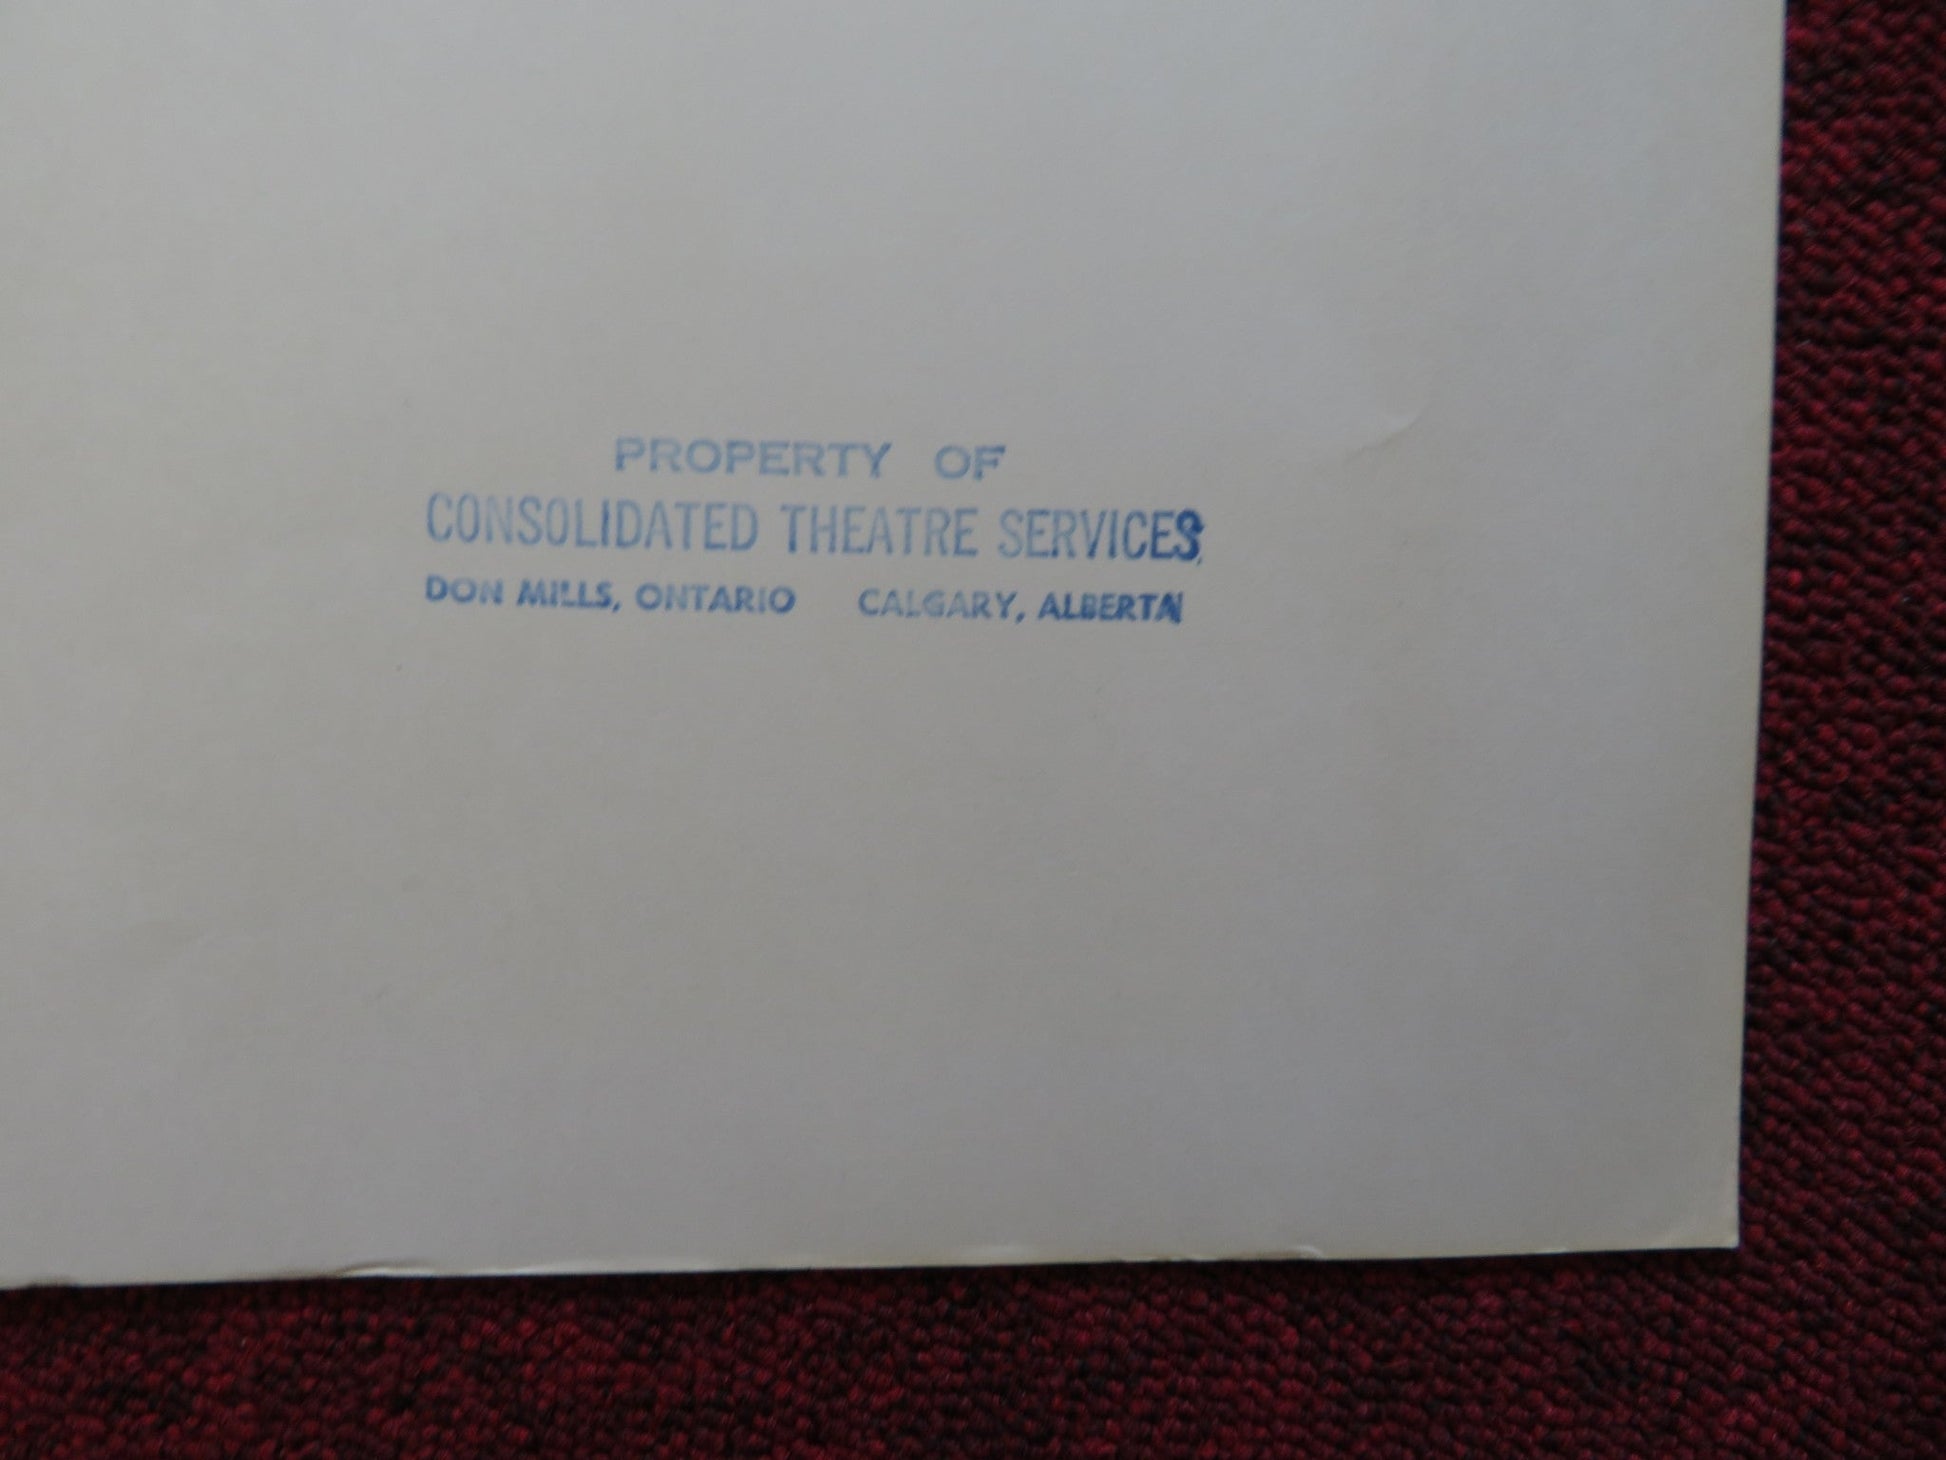 PROPERTY OF
CONSOLIDATED THEATRE SERVICES,
DON MILLS, ONTARIO CALGARY, ALBERTA